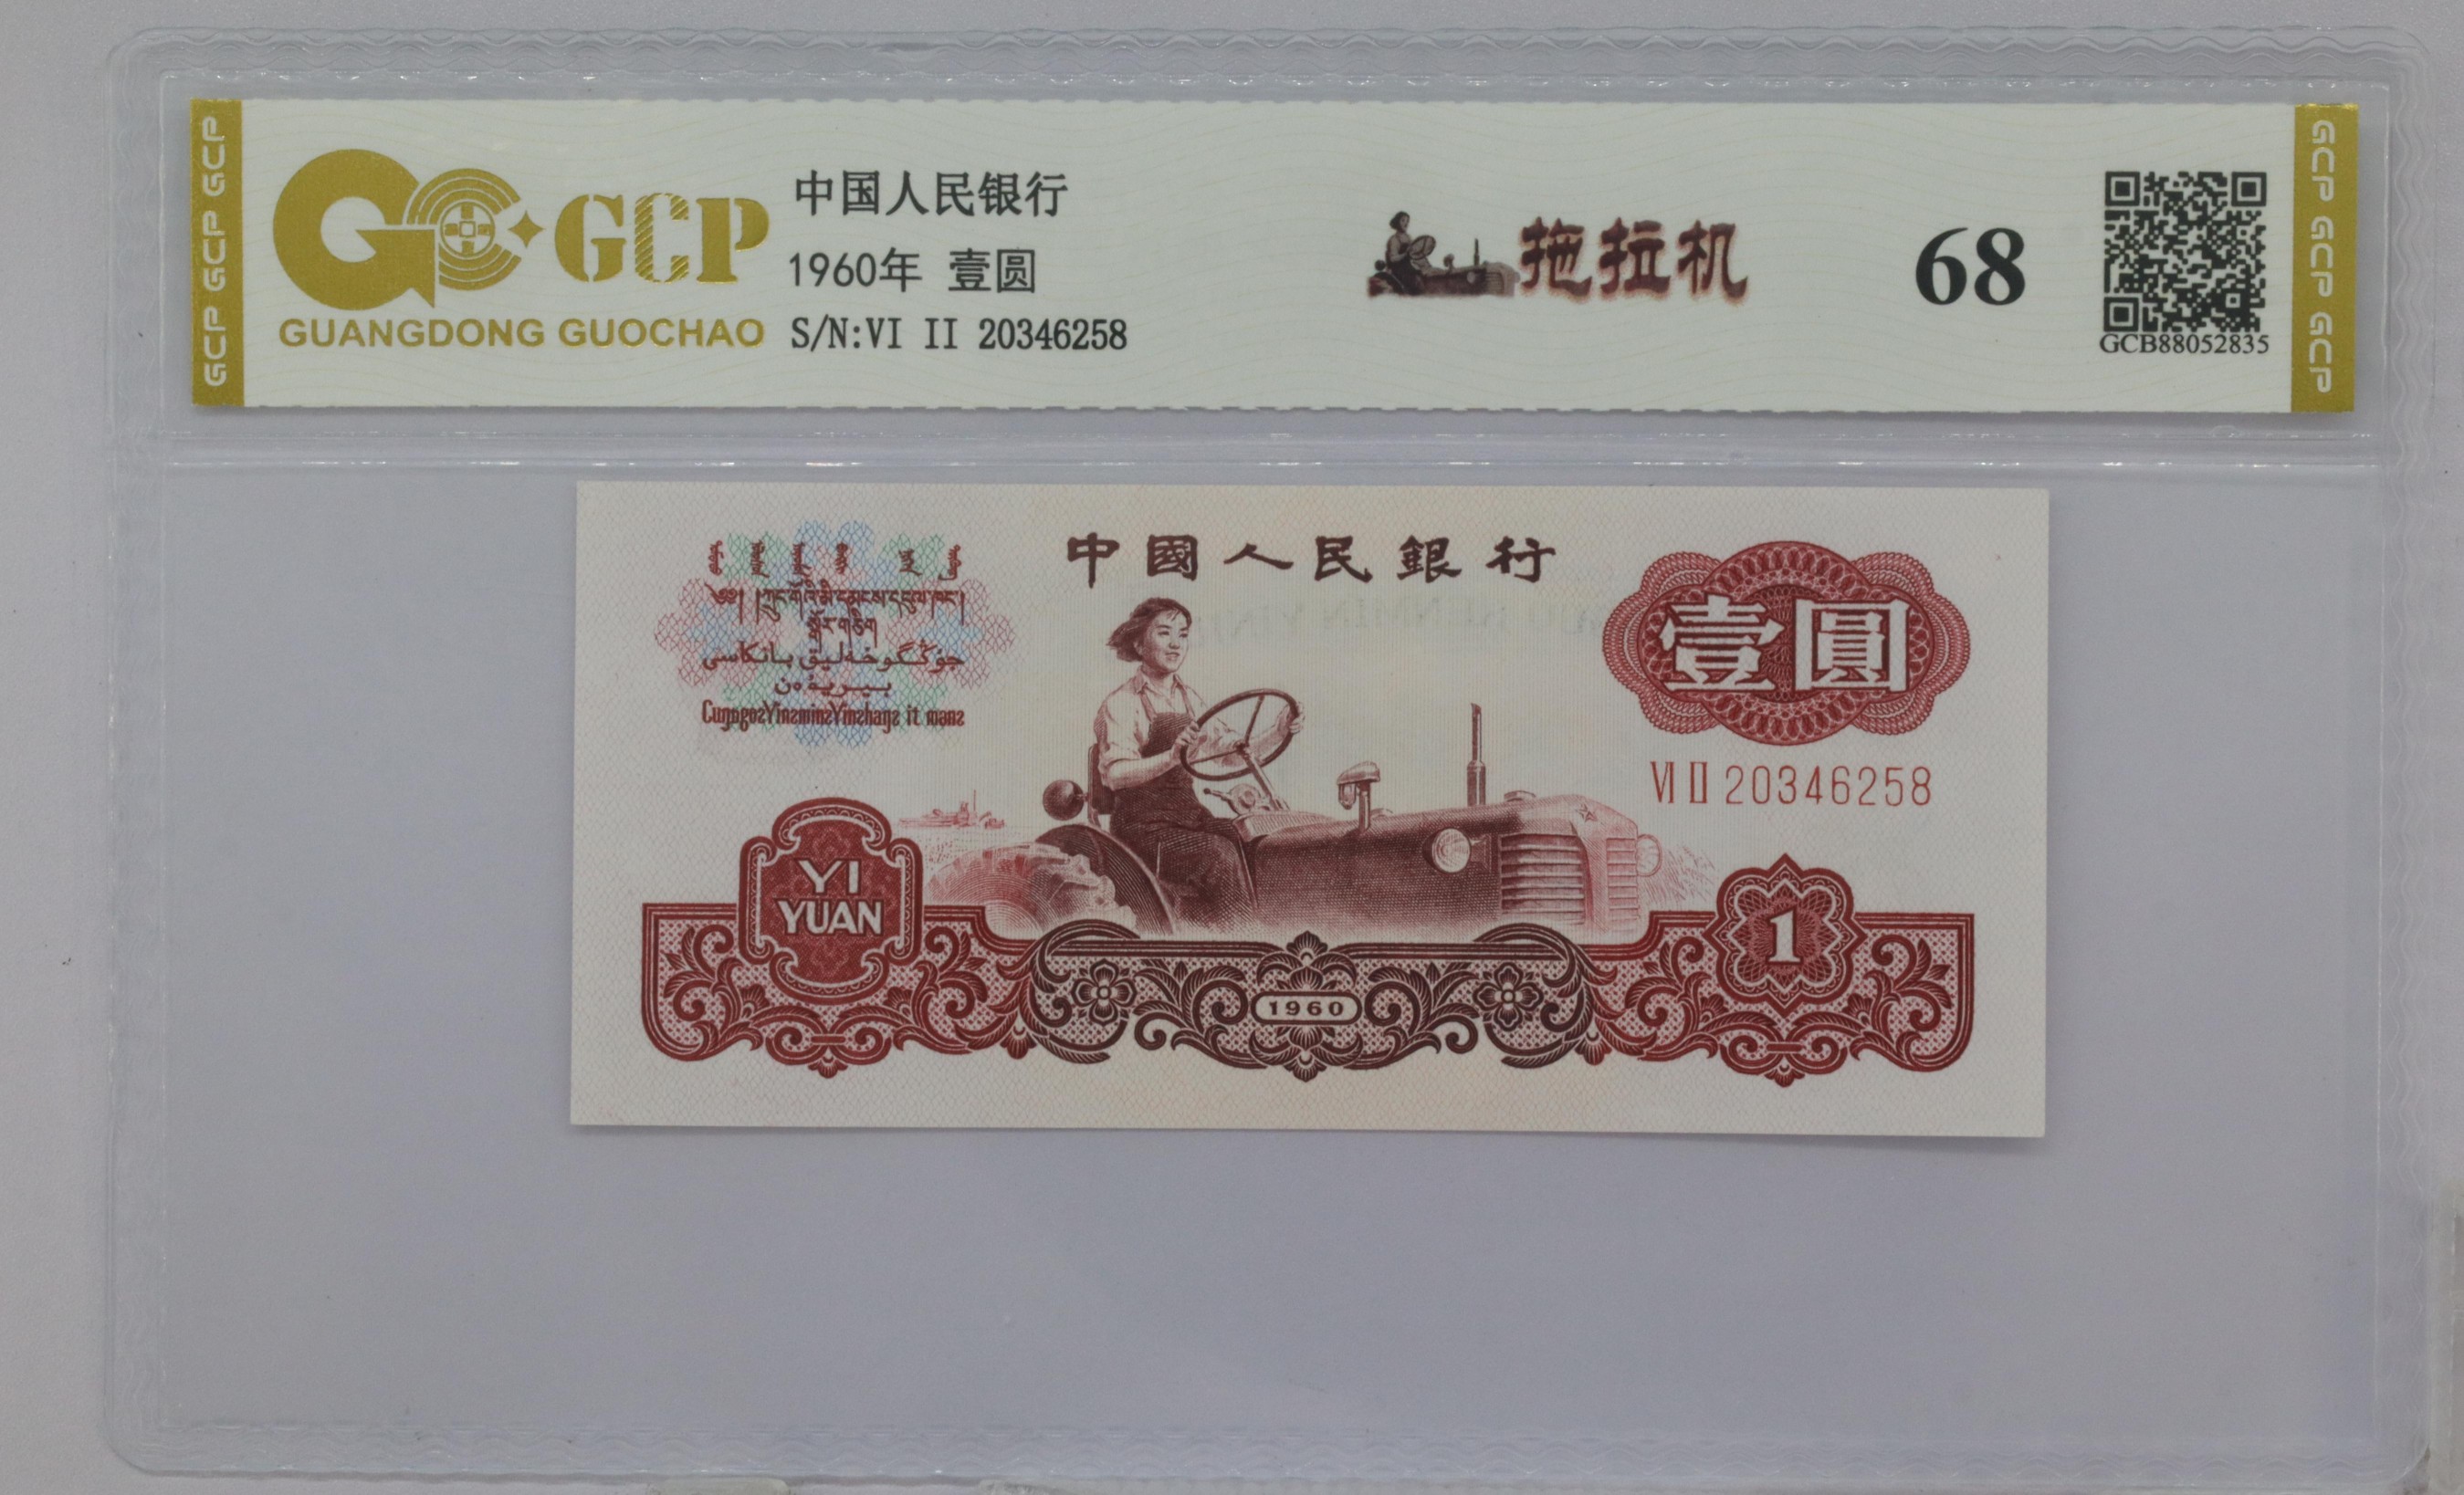 GCP GCP GCP
GCP
GUANGDONG GUOCHAO
中国人民银行
1960年 壹圆
S/N:VI II 20346258
拖拉机
68
GCB88052835
GCP GCP GCP
中國人民銀行
壹圓
VI II 20346258
YI
YUAN
1960
1